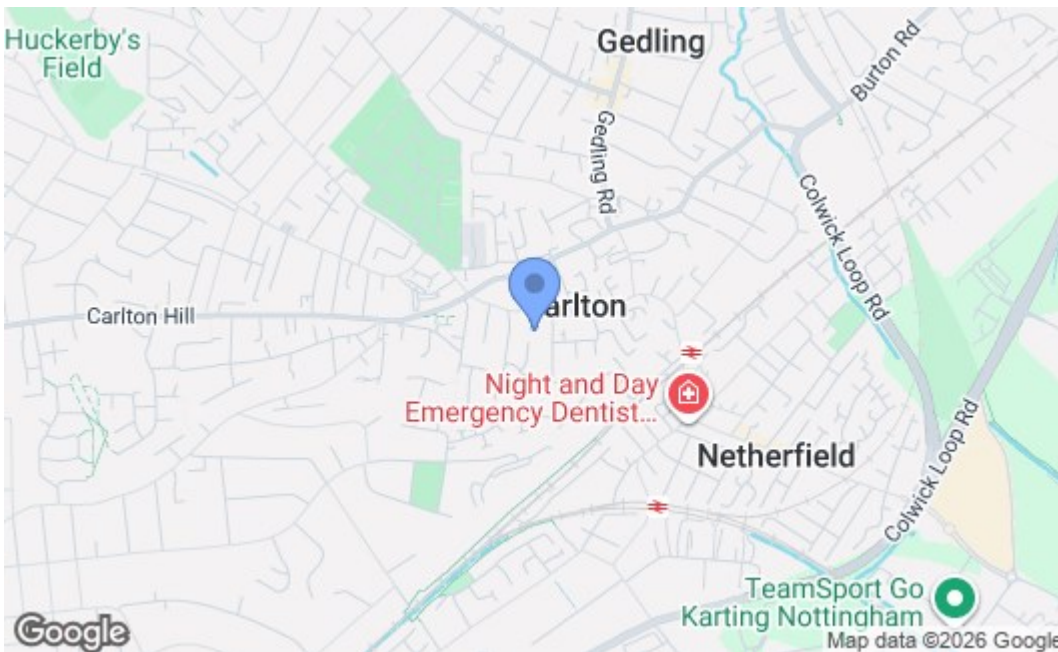 Huckerby's
Field
Gedling
Burton Rd
Gedling Rd
Colwick Loop Rd
Carlton Hill
arlton
Night and Day
Emergency Dentist...
Netherfield
Colwick Loop Rd
TeamSport Go
Karting Nottingham
Google
Map data ©2026 Google